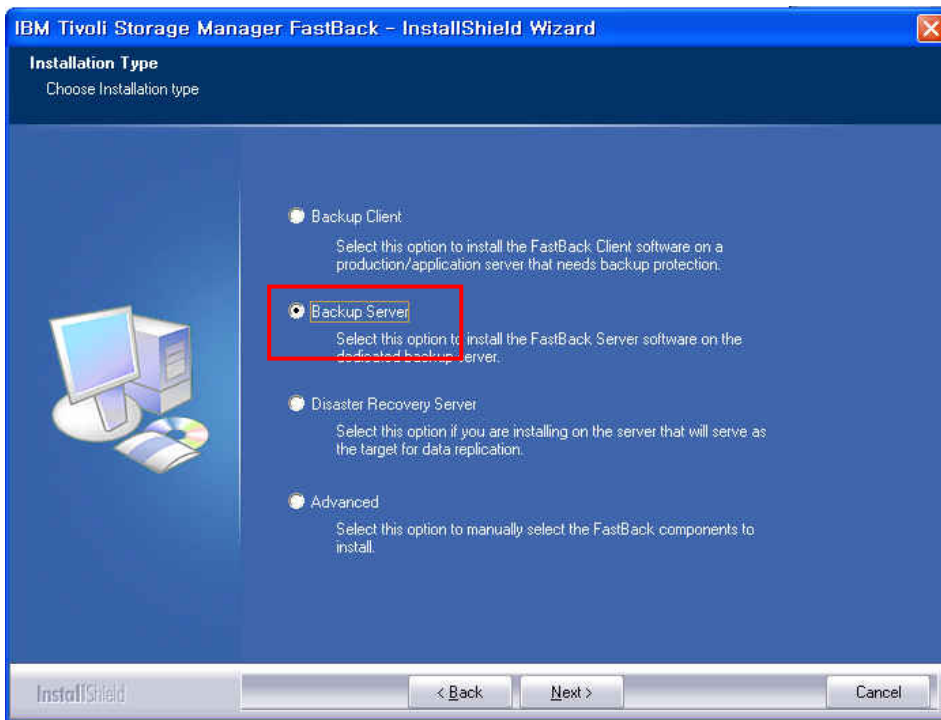 IBM Tivoli Storage Manager FastBack - InstallShield Wizard
Installation Type
Choose Installation type
Backup Client
Select this option to install the FastBack Client software on a
production/application server that needs backup protection.
Backup Server
Select this option to install the FastBack Server software on the
dedicated backup server.
Disaster Recovery Server
Select this option if you are installing on the server that will serve as
the target for data replication.
Advanced
Select this option to manually select the FastBack components to
install.
InstallShield
< Back
Next >
Cancel